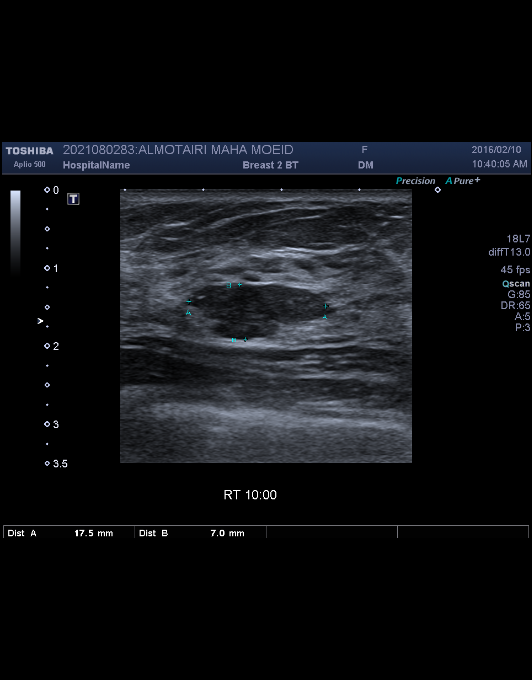 TOSHIBA 2021080283:ALMOTAIRI MAHA MOEID F 2016/02/10
Aplio 500 HospitalName Breast 2 BT DM 10:40:05 AM
Precision A Pure+
0
T
18L7
diffT13.0
45 fps
1
Qscan
G:85
DR:65
A:5
P:3
2
3
3.5
RT 10:00
Dist A 17.5 mm Dist B 7.0 mm